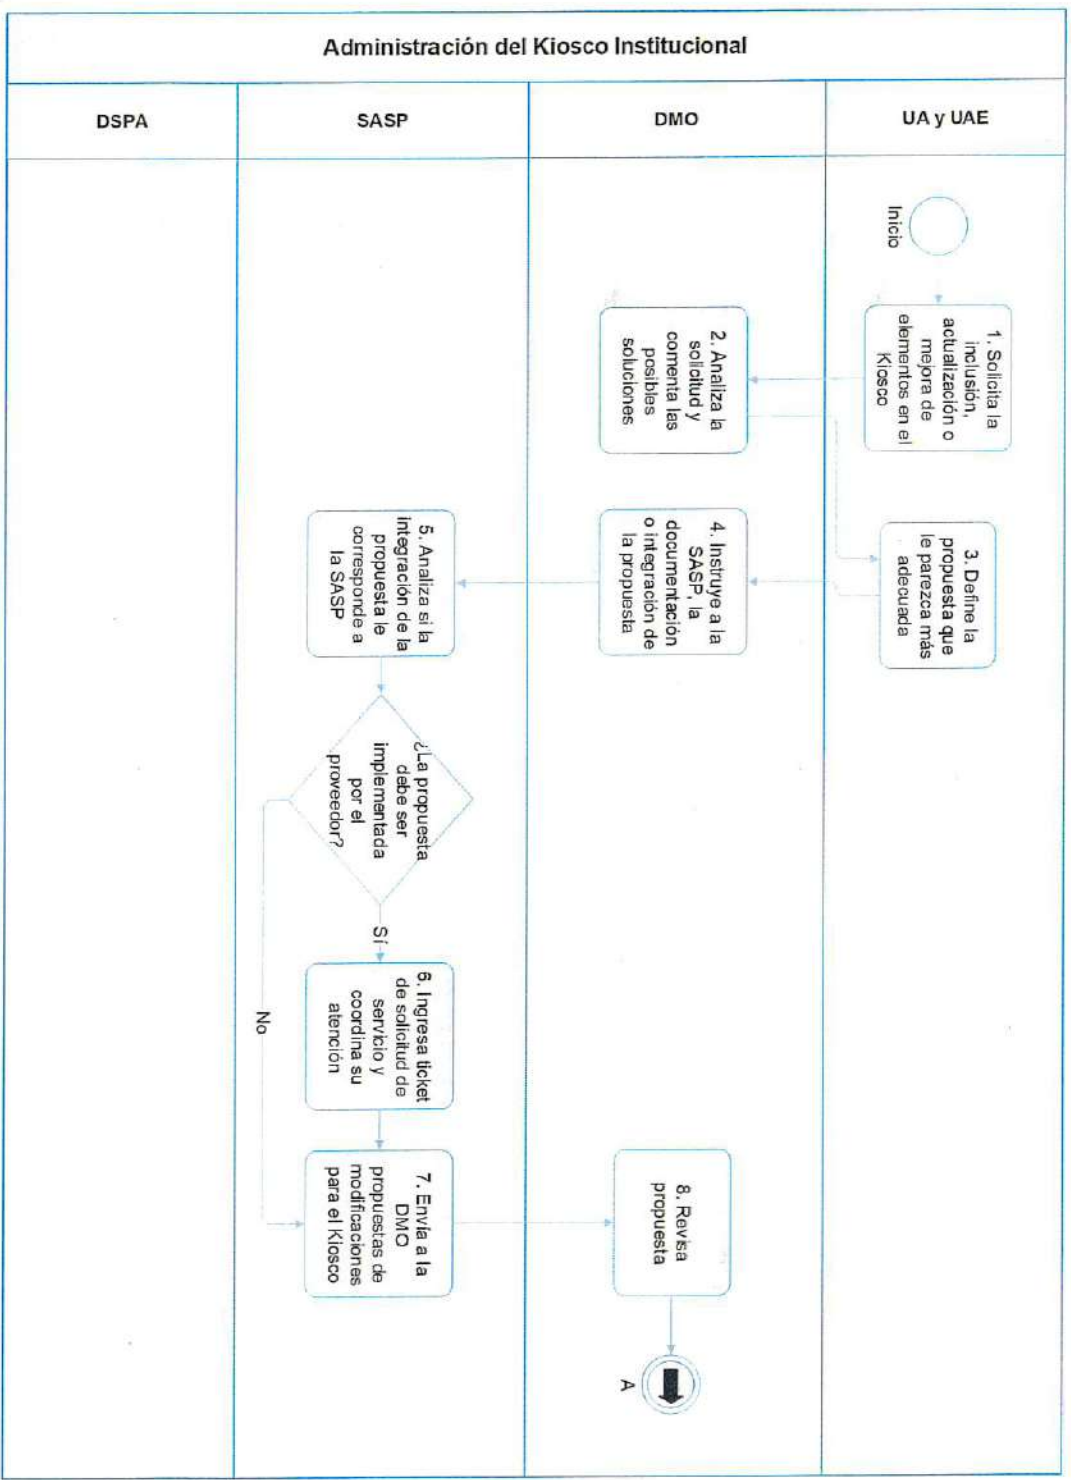 Administración del Kiosco Institucional
DSPA
SASP
DMO
UA y UAE
Inicio
1. Solicita la
inclusión,
actualización o
mejora de
elementos en el
Kiosco
2. Analiza la
solicitud y
comenta las
posibles
soluciones
3. Define la
propuesta que
le parezca más
adecuada
4. Instruye a la
SASP, la
documentación
o integración de
la propuesta
5. Analiza si la
integración de la
propuesta le
corresponde a
la SASP
¿La propuesta
debe ser
implementada
por el
proveedor?
Sí
No
6. Ingresa ticket
de solicitud de
servicio y
coordina su
atención
7. Envía a la
DMO
propuestas de
modificaciones
para el Kiosco
8. Revisa
propuesta
A